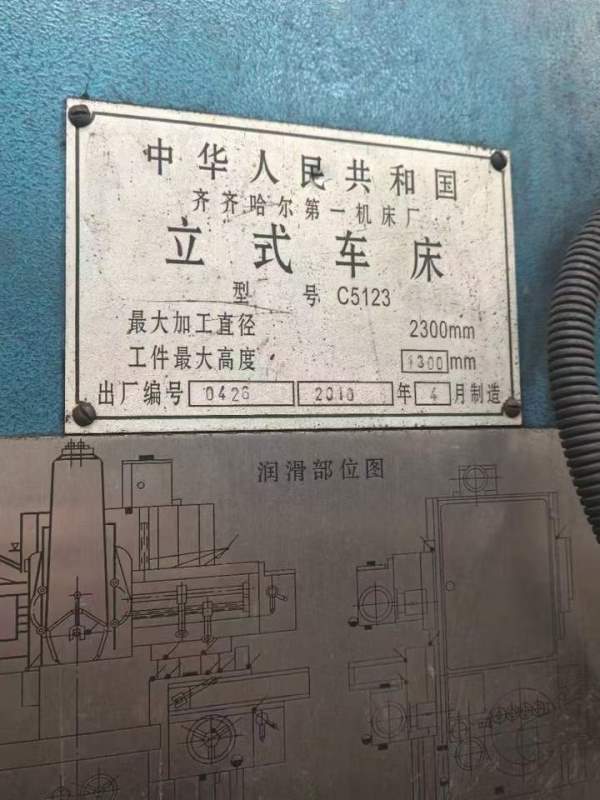 中华人民共和国
齐齐哈尔第一机床厂
立式车床
型 号 C5123
最大加工直径 2300mm
工件最大高度 1300mm
出厂编号 0426 2010 年 4 月制造
润滑部位图